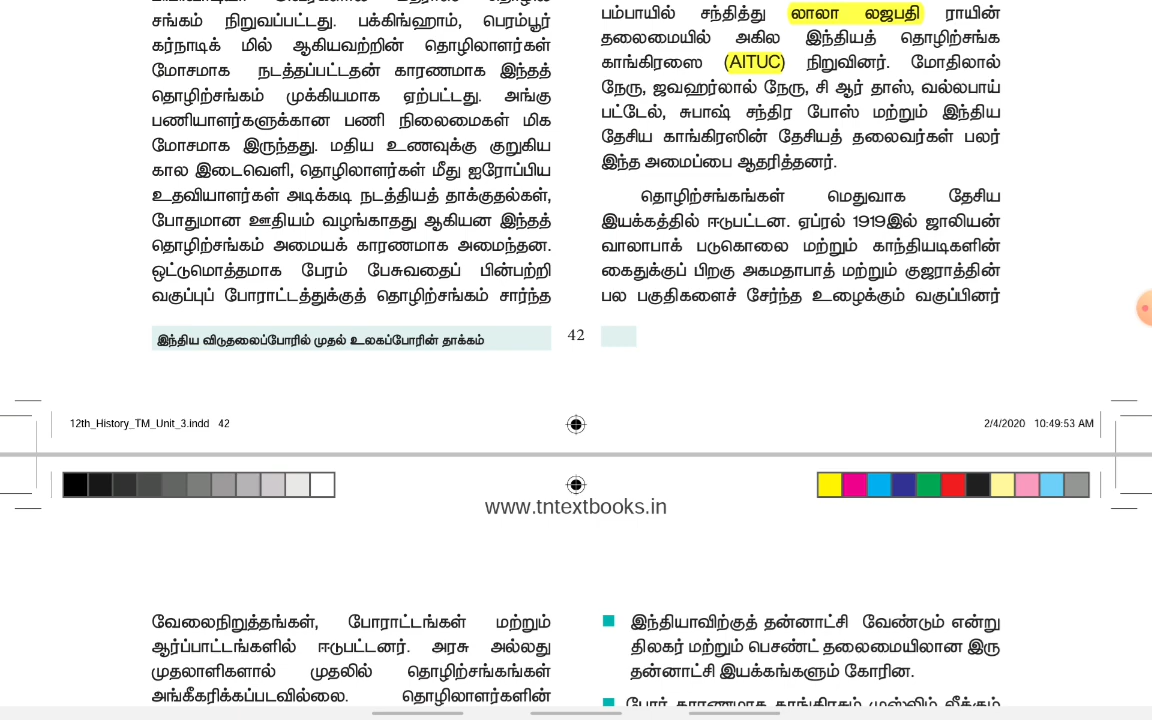 சங்கம் நிறுவப்பட்டது. பக்கிங்ஹாம், பெரம்பூர்
கர்நாடிக் மில் ஆகியவற்றின் தொழிலாளர்கள்
மோசமாக நடத்தப்பட்டதன் காரணமாக இந்தத்
தொழிற்சங்கம் முக்கியமாக ஏற்பட்டது. அங்கு
பணியாளர்களுக்கான பணி நிலைமைகள் மிக
மோசமாக இருந்தது. மதிய உணவுக்கு குறுகிய
கால இடைவெளி, தொழிலாளர்கள் மீது ஐரோப்பிய
உதவியாளர்கள் அடிக்கடி நடத்தியத் தாக்குதல்கள்,
போதுமான ஊதியம் வழங்காதது ஆகியன இந்தத்
தொழிற்சங்கம் அமையக் காரணமாக அமைந்தன.
ஒட்டுமொத்தமாக பேரம் பேசுவதைப் பின்பற்றி
வகுப்புப் போராட்டத்துக்குத் தொழிற்சங்கம் சார்ந்த
பம்பாயில் சந்தித்து லாலா லஜபதி ராயின்
தலைமையில் அகில இந்தியத் தொழிற்சங்க
காங்கிரஸை (AITUC) நிறுவினர். மோதிலால்
நேரு, ஜவஹர்லால் நேரு, சி ஆர் தாஸ், வல்லபாய்
பட்டேல், சுபாஷ் சந்திர போஸ் மற்றும் இந்திய
தேசிய காங்கிரஸின் தேசியத் தலைவர்கள் பலர்
இந்த அமைப்பை ஆதரித்தனர்.
தொழிற்சங்கங்கள் மெதுவாக தேசிய
இயக்கத்தில் ஈடுபட்டன. ஏப்ரல் 1919இல் ஜாலியன்
வாலாபாக் படுகொலை மற்றும் காந்தியடிகளின்
கைதுக்குப் பிறகு அகமதாபாத் மற்றும் குஜராத்தின்
பல பகுதிகளைச் சேர்ந்த உழைக்கும் வகுப்பினர்
இந்திய விடுதலைப்போரில் முதல் உலகப்போரின் தாக்கம்
42
12th_History_TM_Unit_3.indd 42
2/4/2020 10:49:53 AM
www.tntextbooks.in
வேலைநிறுத்தங்கள், போராட்டங்கள் மற்றும்
ஆர்ப்பாட்டங்களில் ஈடுபட்டனர். அரசு அல்லது
முதலாளிகளால் முதலில் தொழிற்சங்கங்கள்
அங்கீகரிக்கப்படவில்லை. தொழிலாளர்களின்
இந்தியாவிற்குத் தன்னாட்சி வேண்டும் என்று
திலகர் மற்றும் பெசண்ட் தலைமையிலான இரு
தன்னாட்சி இயக்கங்களும் கோரின.
போர் காரணமாக காங்கிரசும் முஸ்லிம் லீக்கும்